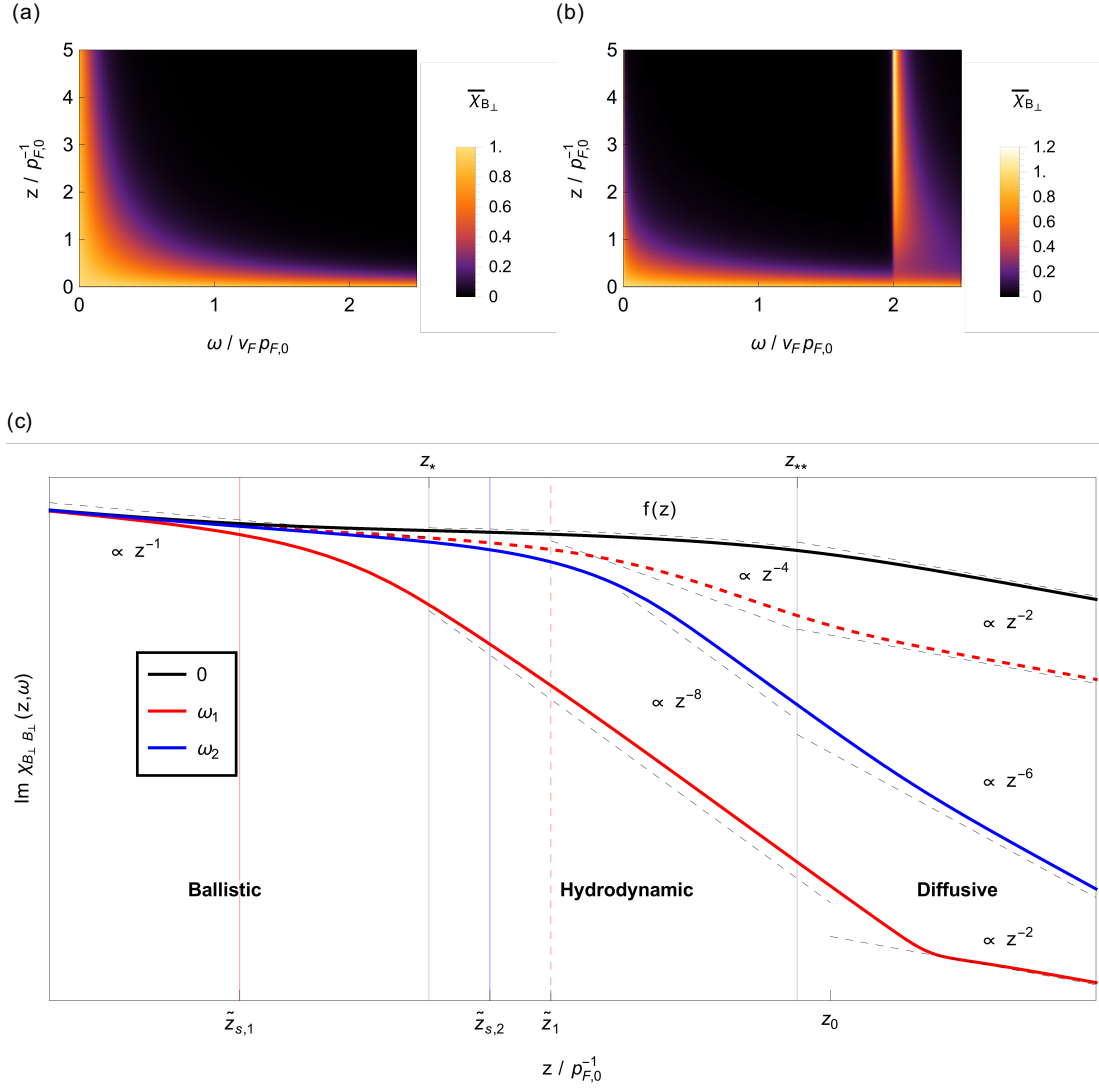 (a)
5
4
3
2
1
0
z / p_{F,0}^{-1}
0
1
2
ω / v_F p_{F,0}
χ̅_{B⊥}
1.
0.8
0.6
0.4
0.2
0
(b)
5
4
3
2
1
0
z / p_{F,0}^{-1}
0
1
2
ω / v_F p_{F,0}
χ̅_{B⊥}
1.2
1.
0.8
0.6
0.4
0.2
0
(c)
z_*
z_{**}
f(z)
∝ z^{-1}
∝ z^{-4}
∝ z^{-2}
0
ω_1
ω_2
∝ z^{-8}
∝ z^{-6}
Ballistic
Hydrodynamic
Diffusive
∝ z^{-2}
Im χ_{B⊥ B⊥}(z,ω)
z̃_{s,1}
z̃_{s,2}
z̃_1
z_0
z / p_{F,0}^{-1}